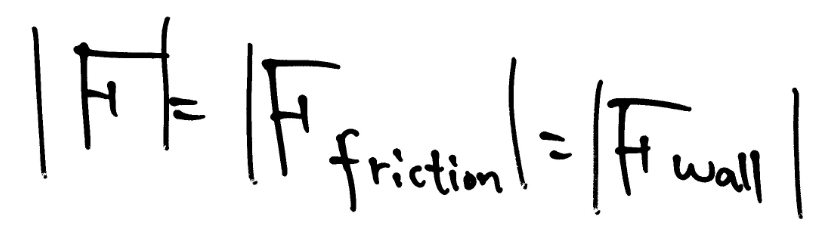 |F| = |F friction| = |F wall|